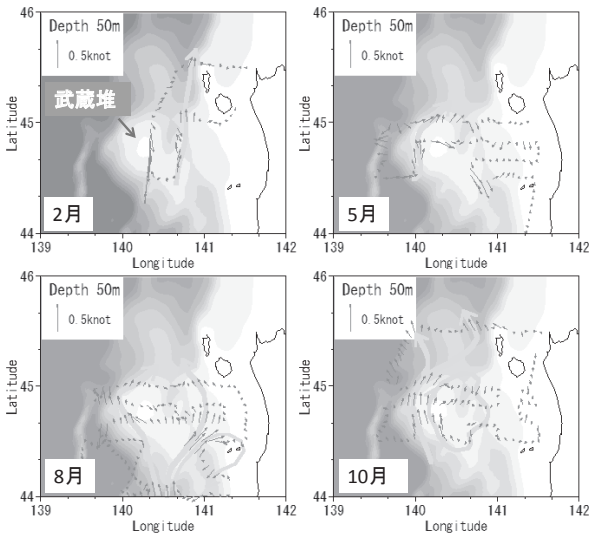 46
Depth 50m
0.5knot
武蔵堆
45
Latitude
2月
44
139
140
141
142
Longitude
46
Depth 50m
0.5knot
45
Latitude
5月
44
139
140
141
142
Longitude
46
Depth 50m
0.5knot
45
Latitude
8月
44
139
140
141
142
Longitude
46
Depth 50m
0.5knot
45
Latitude
10月
44
139
140
141
142
Longitude